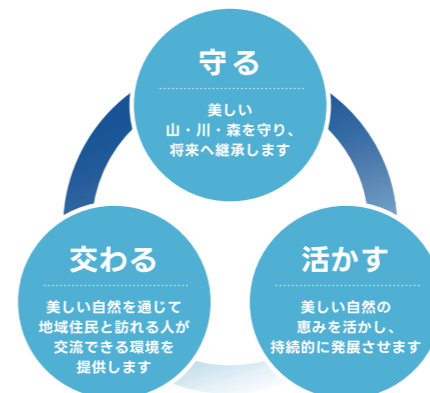 守る
美しい
山・川・森を守り、
将来へ継承します
交わる
美しい自然を通じて
地域住民と訪れる人が
交流できる環境を
提供します
活かす
美しい自然の
恵みを活かし、
持続的に発展させます